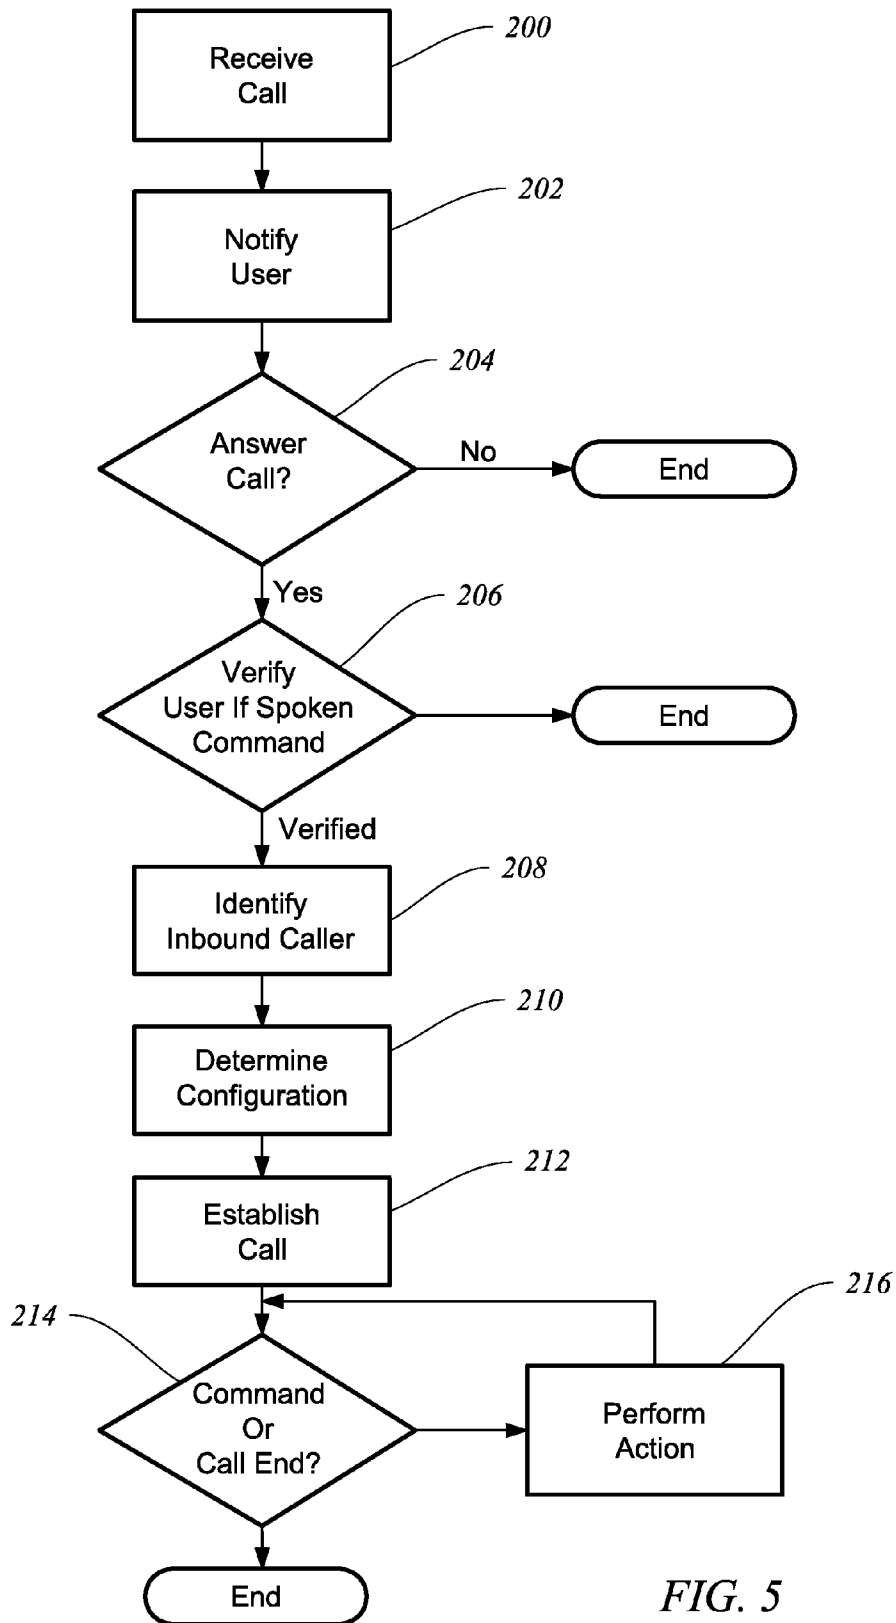 200
Receive
Call
202
Notify
User
204
Answer
Call?
No
End
Yes
206
Verify
User If Spoken
Command
End
Verified
208
Identify
Inbound Caller
210
Determine
Configuration
212
Establish
Call
216
214
Command
Or
Call End?
Perform
Action
End
FIG. 5